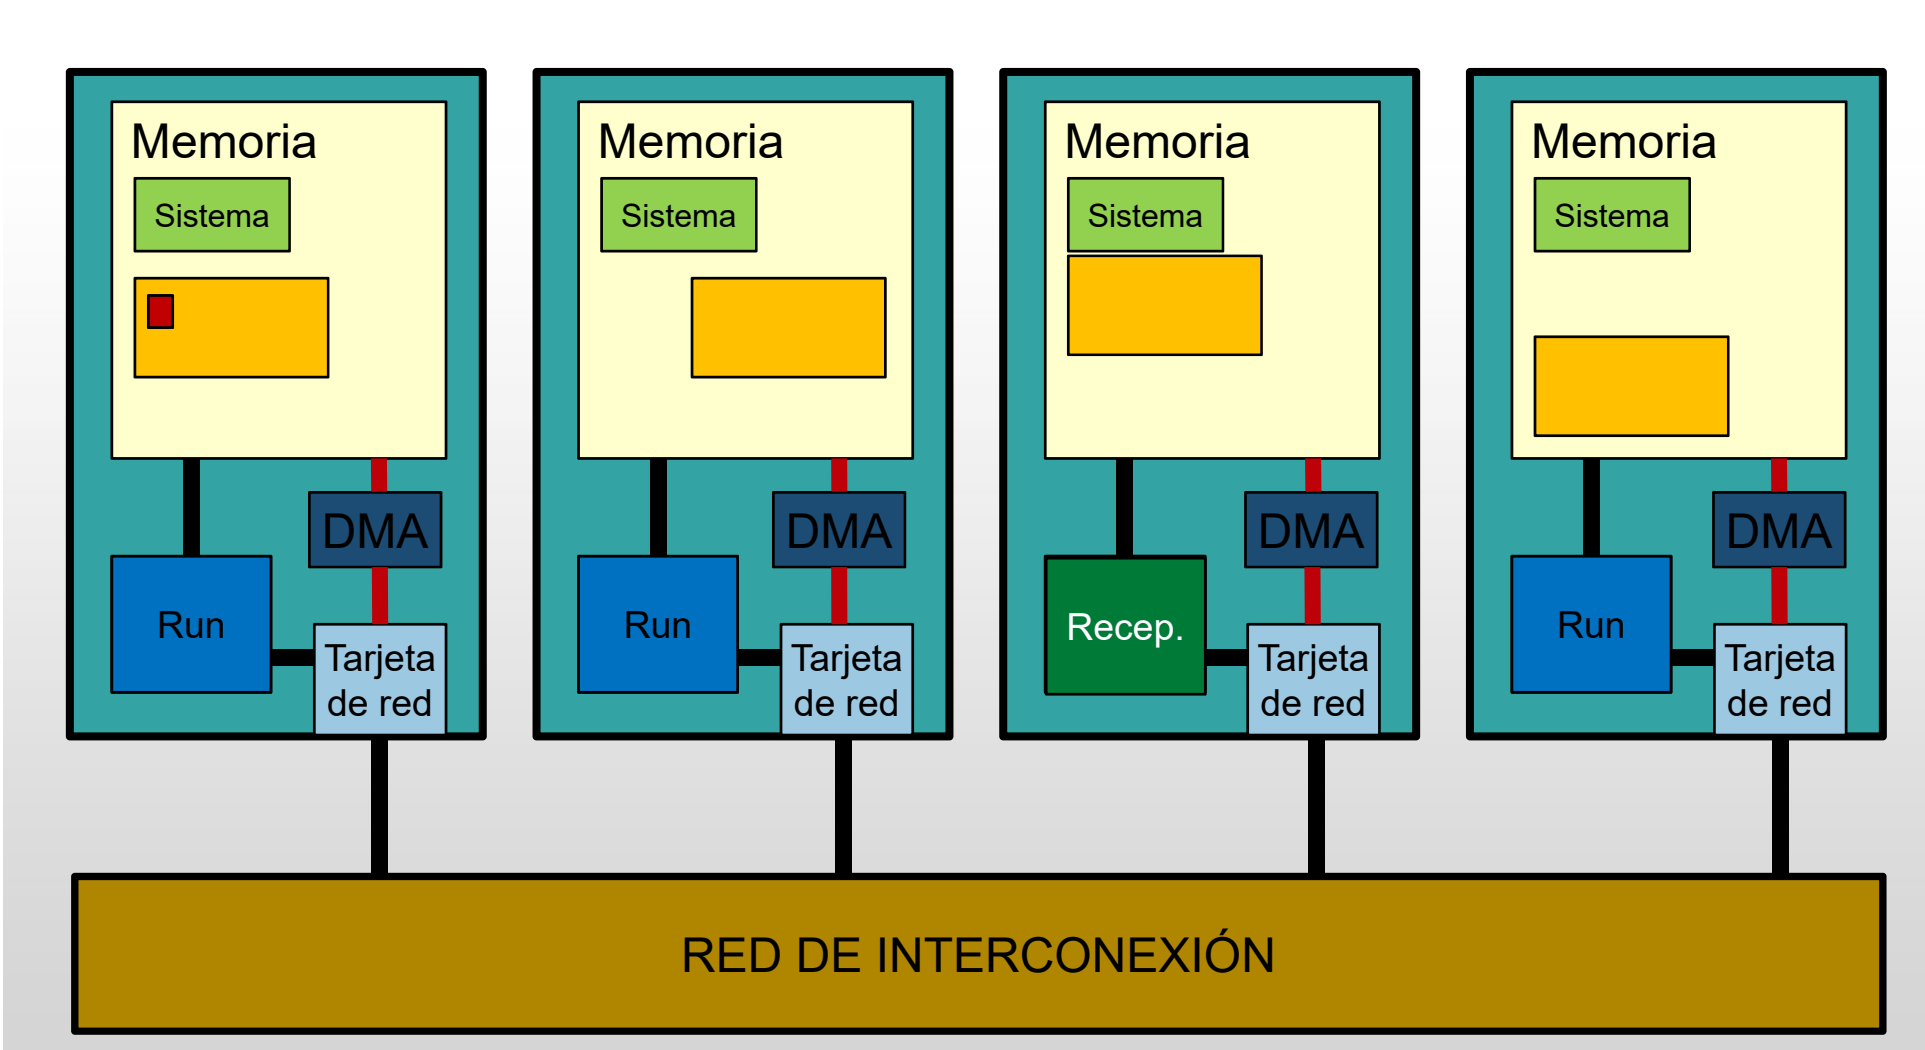 Memoria
Sistema
DMA
Run
Tarjeta
de red
Memoria
Sistema
DMA
Run
Tarjeta
de red
Memoria
Sistema
DMA
Recep.
Tarjeta
de red
Memoria
Sistema
DMA
Run
Tarjeta
de red
RED DE INTERCONEXIÓN